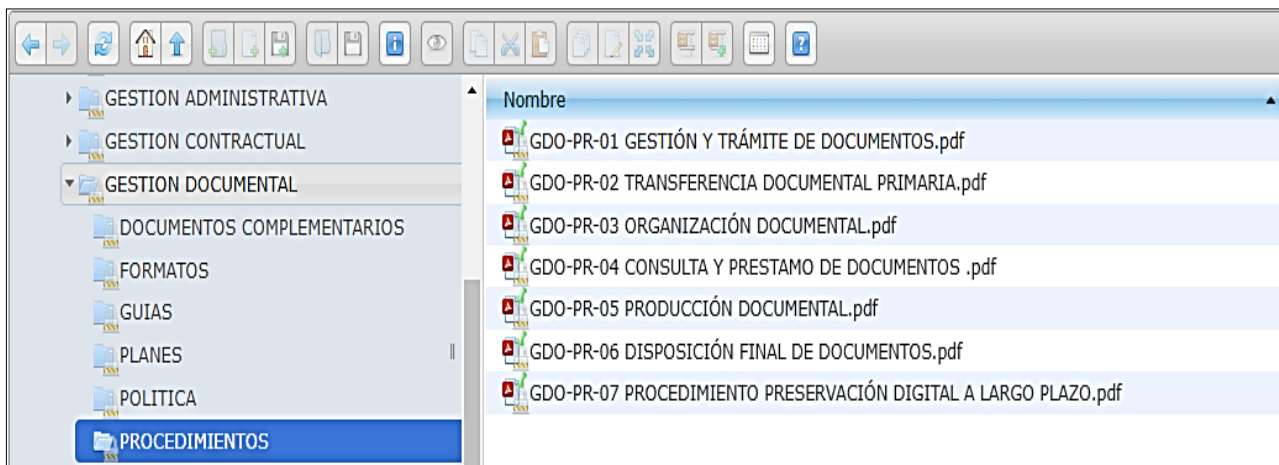 GESTION ADMINISTRATIVA
GESTION CONTRACTUAL
GESTION DOCUMENTAL
DOCUMENTOS COMPLEMENTARIOS
FORMATOS
GUIAS
PLANES
POLITICA
PROCEDIMIENTOS
Nombre
GDO-PR-01 GESTIÓN Y TRÁMITE DE DOCUMENTOS.pdf
GDO-PR-02 TRANSFERENCIA DOCUMENTAL PRIMARIA.pdf
GDO-PR-03 ORGANIZACIÓN DOCUMENTAL.pdf
GDO-PR-04 CONSULTA Y PRESTAMO DE DOCUMENTOS .pdf
GDO-PR-05 PRODUCCIÓN DOCUMENTAL.pdf
GDO-PR-06 DISPOSICIÓN FINAL DE DOCUMENTOS.pdf
GDO-PR-07 PROCEDIMIENTO PRESERVACIÓN DIGITAL A LARGO PLAZO.pdf